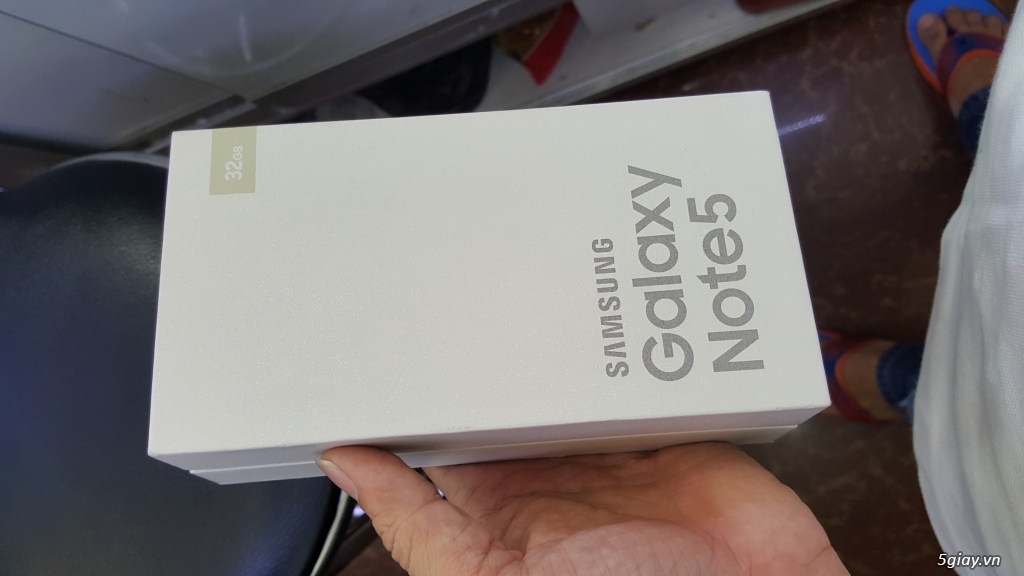 32GB
SAMSUNG
Galaxy
Note5
5giay.vn